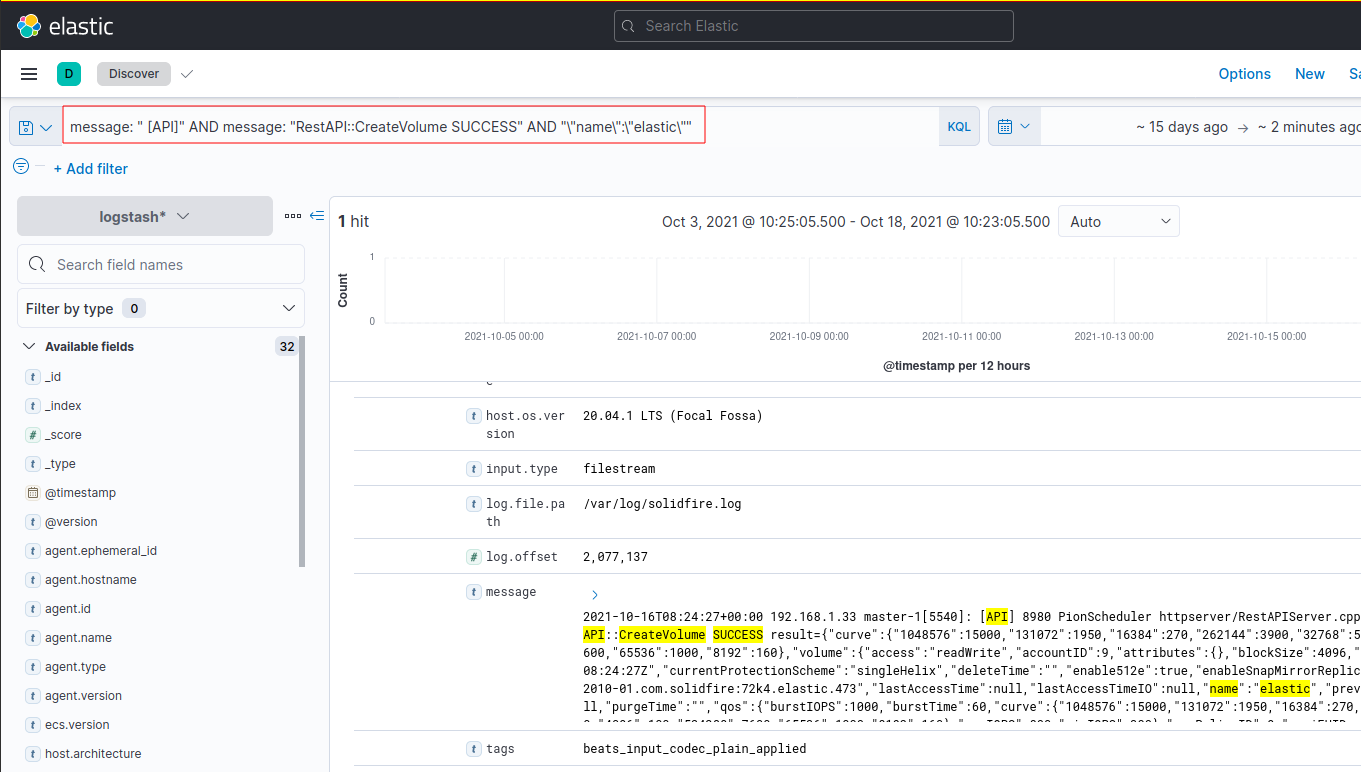 elastic
Search Elastic
D
Discover
Options
New
message: " [API]" AND message: "RestAPI::CreateVolume SUCCESS" AND "\"name\":\"elastic\""
KQL
~ 15 days ago → ~ 2 minutes ago
+ Add filter
logstash*
Search field names
Filter by type 0
Available fields 32
t _id
t _index
# _score
t _type
@timestamp
t @version
t agent.ephemeral_id
t agent.hostname
t agent.id
t agent.name
t agent.type
t agent.version
t ecs.version
t host.architecture
1 hit
Oct 3, 2021 @ 10:25:05.500 - Oct 18, 2021 @ 10:23:05.500
Auto
Count
1
0
2021-10-05 00:00
2021-10-07 00:00
2021-10-09 00:00
2021-10-11 00:00
2021-10-13 00:00
2021-10-15 00:00
@timestamp per 12 hours
t host.os.ver 20.04.1 LTS (Focal Fossa)
sion
t input.type filestream
t log.file.pa /var/log/solidfire.log
th
# log.offset 2,077,137
t message
2021-10-16T08:24:27+00:00 192.168.1.33 master-1[5540]: [API] 8980 PionScheduler httpserver/RestAPIServer.cpp
API::CreateVolume SUCCESS result={"curve":{"1048576":15000,"131072":1950,"16384":270,"262144":3900,"32768":5
600,"65536":1000,"8192":160},"volume":{"access":"readWrite","accountID":9,"attributes":{},"blockSize":4096,"
08:24:27Z","currentProtectionScheme":"singleHelix","deleteTime":"","enable512e":true,"enableSnapMirrorReplic
2010-01.com.solidfire:72k4.elastic.473","lastAccessTime":null,"lastAccessTimeIO":null,"name":"elastic","prev
ll,"purgeTime":"","qos":{"burstIOPS":1000,"burstTime":60,"curve":{"1048576":15000,"131072":1950,"16384":270,
t tags beats_input_codec_plain_applied